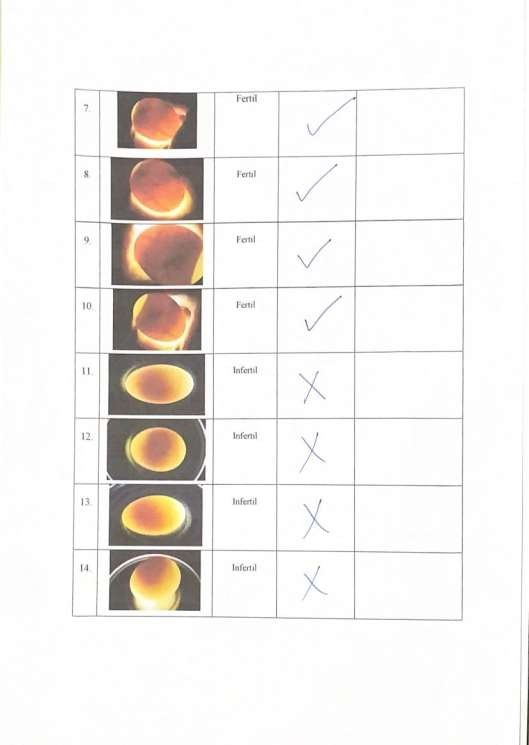 7. Fertil ✓
8. Fertil ✓
9. Fertil ✓
10. Fertil ✓
11. Infertil X
12. Infertil X
13. Infertil X
14. Infertil X